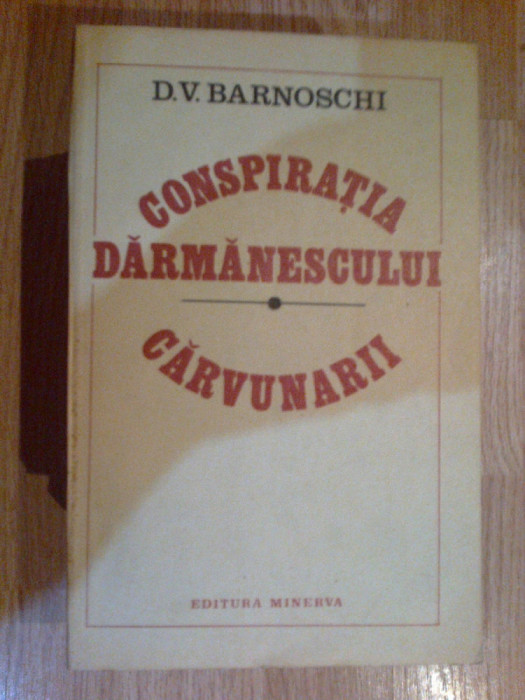 D.V. BARNOSCHI
CONSPIRAȚIA
DĂRMĂNESCULUI
CĂRVUNARII
EDITURA MINERVA